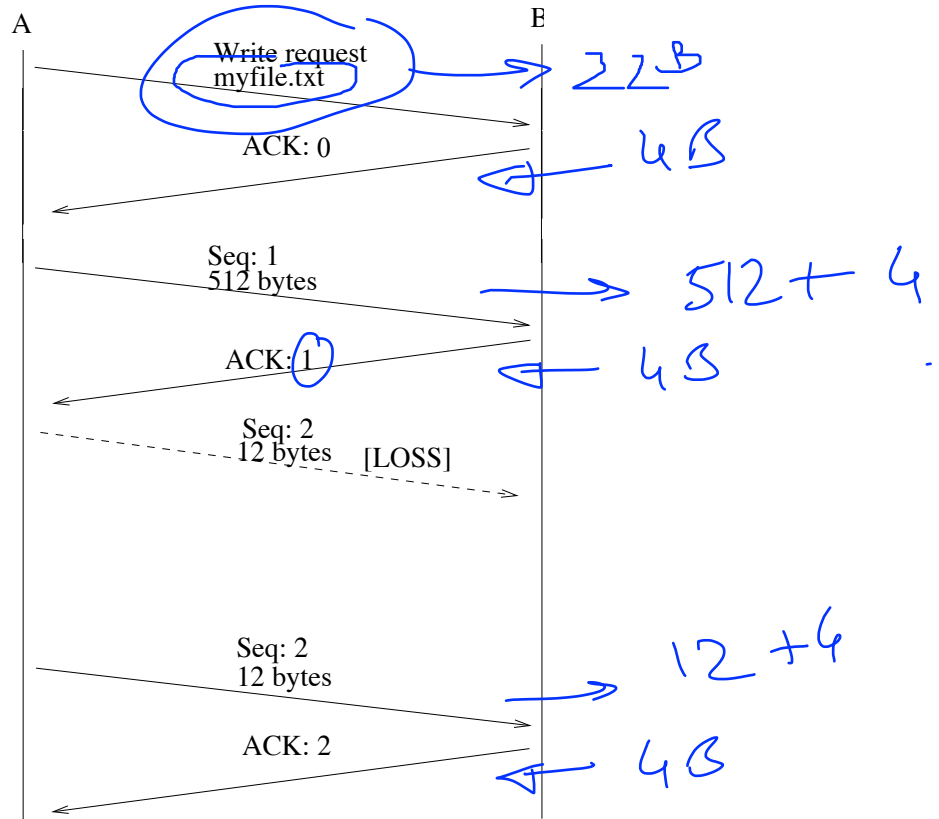 A B
Write request
myfile.txt
22B
ACK: 0
4B
Seq: 1
512 bytes
512 + 4
ACK: 1
4B
Seq: 2
12 bytes [LOSS]
Seq: 2
12 bytes
12 + 4
ACK: 2
4B